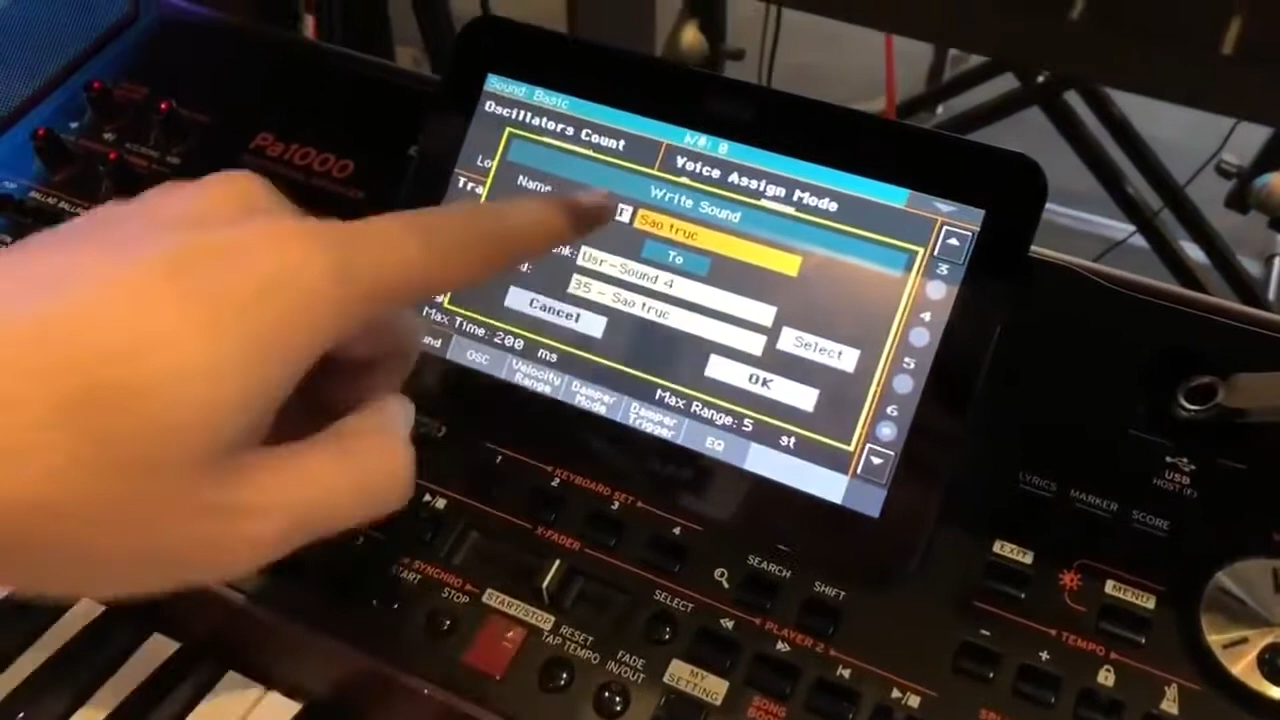 Pa1000
Sound: Basic
Oscillators Count
Voice Assign Mode
Write Sound
Name
T
Sao truc
To
Usr-Sound 4
35 - Sao truc
Select
Cancel
OK
Max Time: 200 ms
Max Range: 5 st
OSC
Velocity Range
Damper Mode
Damper Trigger
EQ
3
4
5
6
KEYBOARD SET
1
2
3
4
X-FADER
SYNCHRO
START
STOP
START/STOP
TAP TEMPO
RESET
FADE IN/OUT
SELECT
SEARCH
SHIFT
PLAYER 2
MY SETTING
LYRICS
MARKER
SCORE
USB
HOST (F)
EXIT
MENU
- TEMPO +